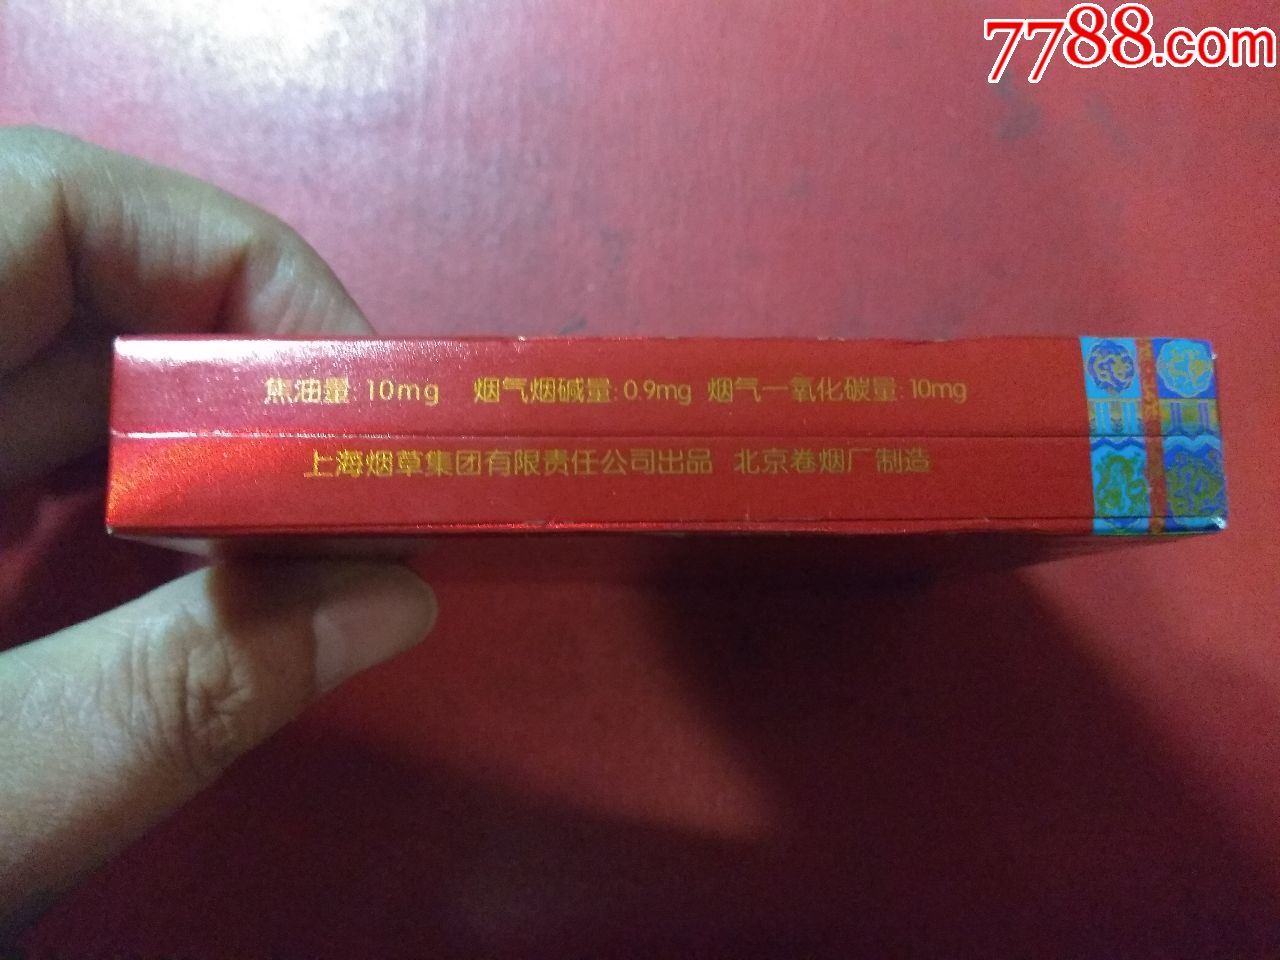 7788.com
焦油量:10mg 烟气烟碱量:0.9mg 烟气一氧化碳量:10mg
上海烟草集团有限责任公司出品 北京卷烟厂制造